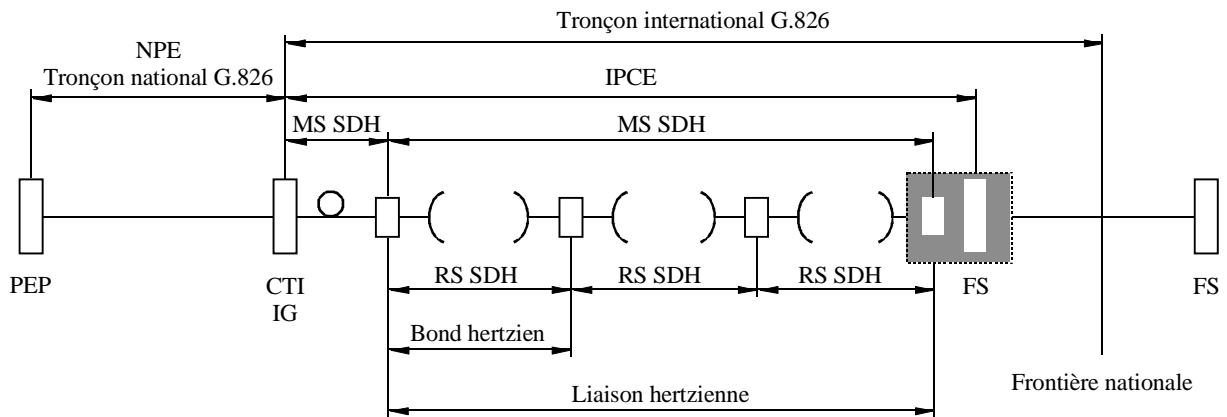 Tronçon international G.826
NPE
Tronçon national G.826
IPCE
MS SDH
MS SDH
PEP
CTI
IG
FS
FS
RS SDH
RS SDH
RS SDH
Bond hertzien
Frontière nationale
Liaison hertzienne